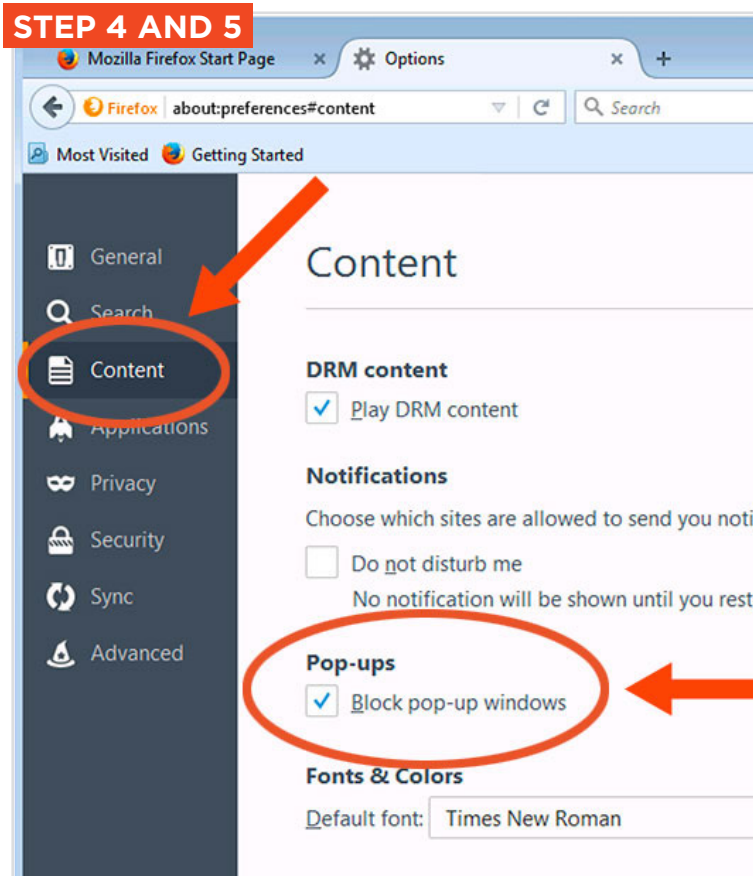 STEP 4 AND 5
Mozilla Firefox Start Page
Options
Firefox about:preferences#content
Search
Most Visited Getting Started
General
Content
Search
Content
DRM content
Play DRM content
Applications
Notifications
Privacy
Choose which sites are allowed to send you noti
Security
Do not disturb me
Sync
No notification will be shown until you rest
Advanced
Pop-ups
Block pop-up windows
Fonts & Colors
Default font: Times New Roman